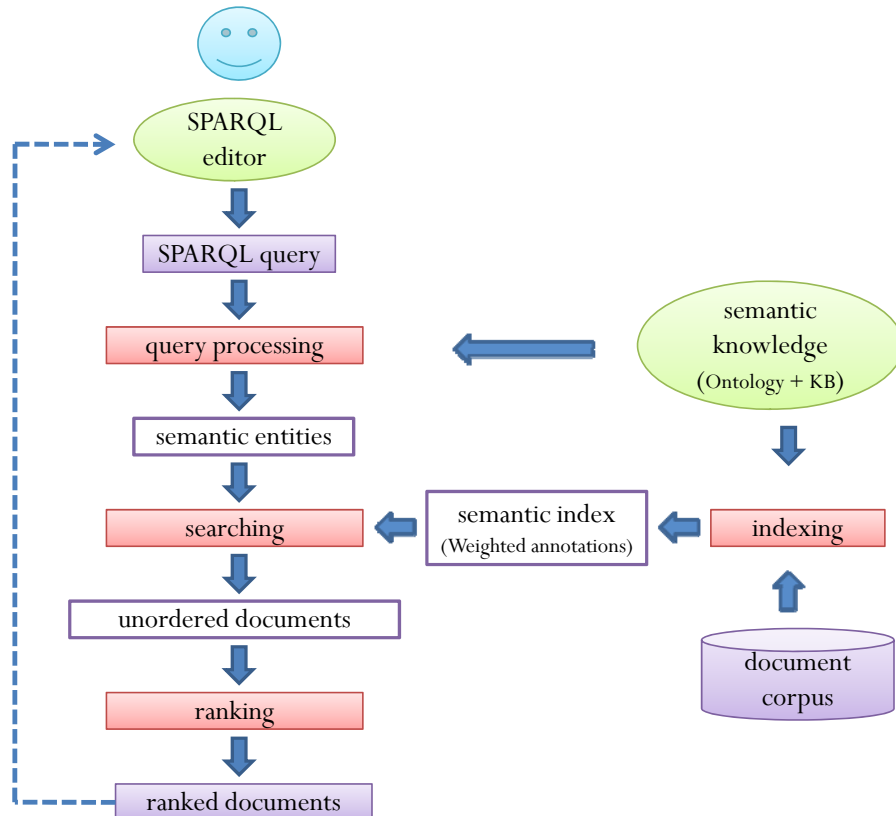 SPARQL
editor
SPARQL query
query processing
semantic entities
searching
unordered documents
ranking
ranked documents
semantic
knowledge
(Ontology + KB)
semantic index
(Weighted annotations)
indexing
document
corpus